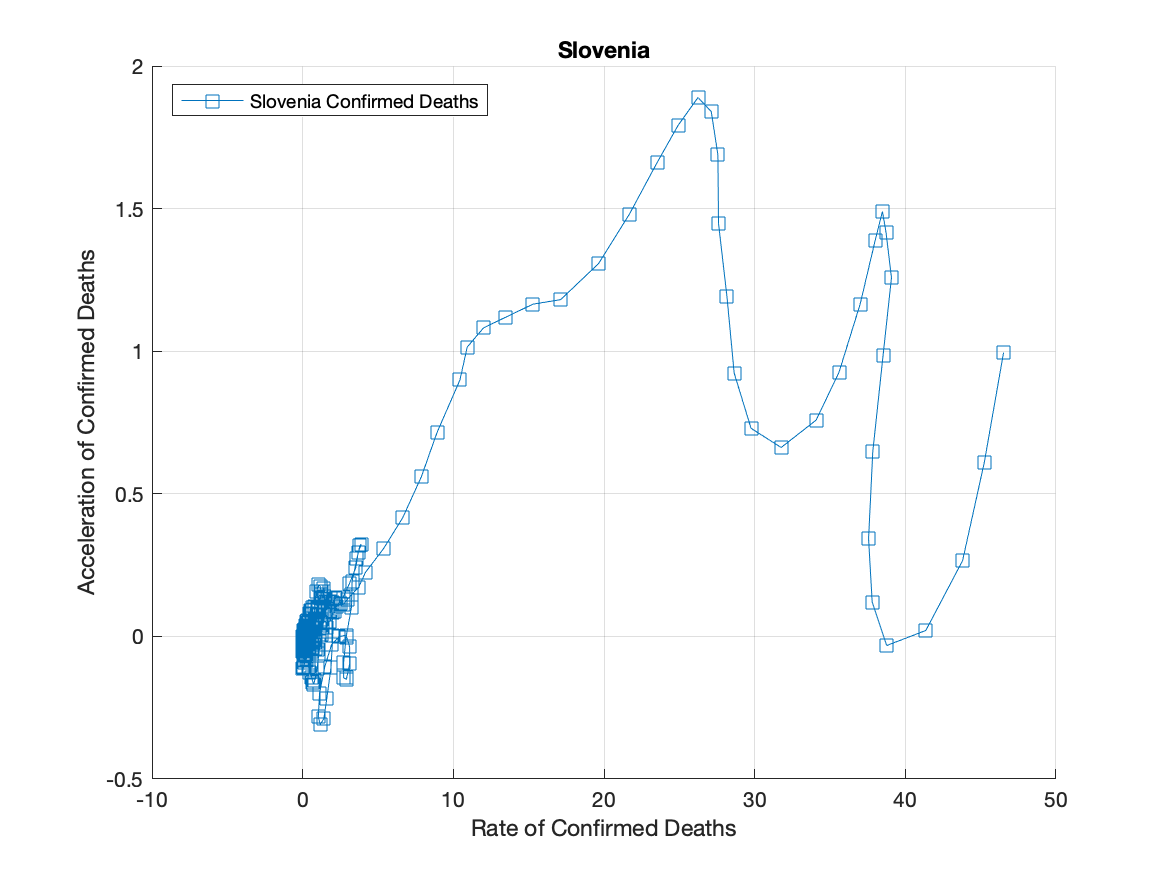 Slovenia
Slovenia Confirmed Deaths
2
1.5
1
0.5
0
-0.5
Acceleration of Confirmed Deaths
-10 0 10 20 30 40 50
Rate of Confirmed Deaths